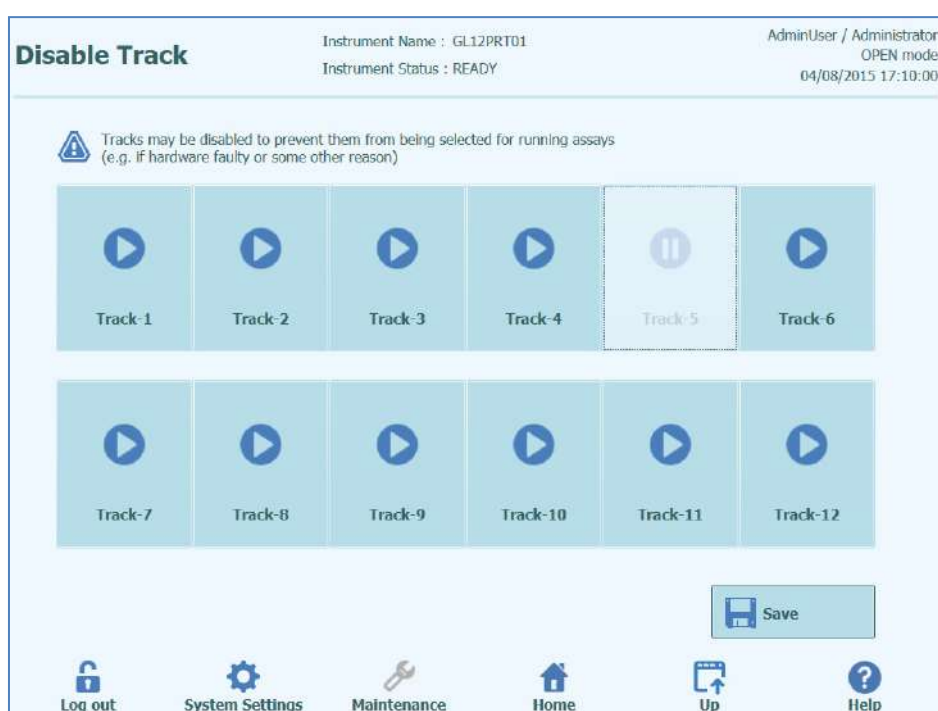 Disable Track
Instrument Name : GL12PRT01
Instrument Status : READY
AdminUser / Administrator
OPEN mode
04/08/2015 17:10:00
Tracks may be disabled to prevent them from being selected for running assays
(e.g. if hardware faulty or some other reason)
Track-1 Track-2 Track-3 Track-4 Track-5 Track-6
Track-7 Track-8 Track-9 Track-10 Track-11 Track-12
Save
Log out System Settings Maintenance Home Up Help